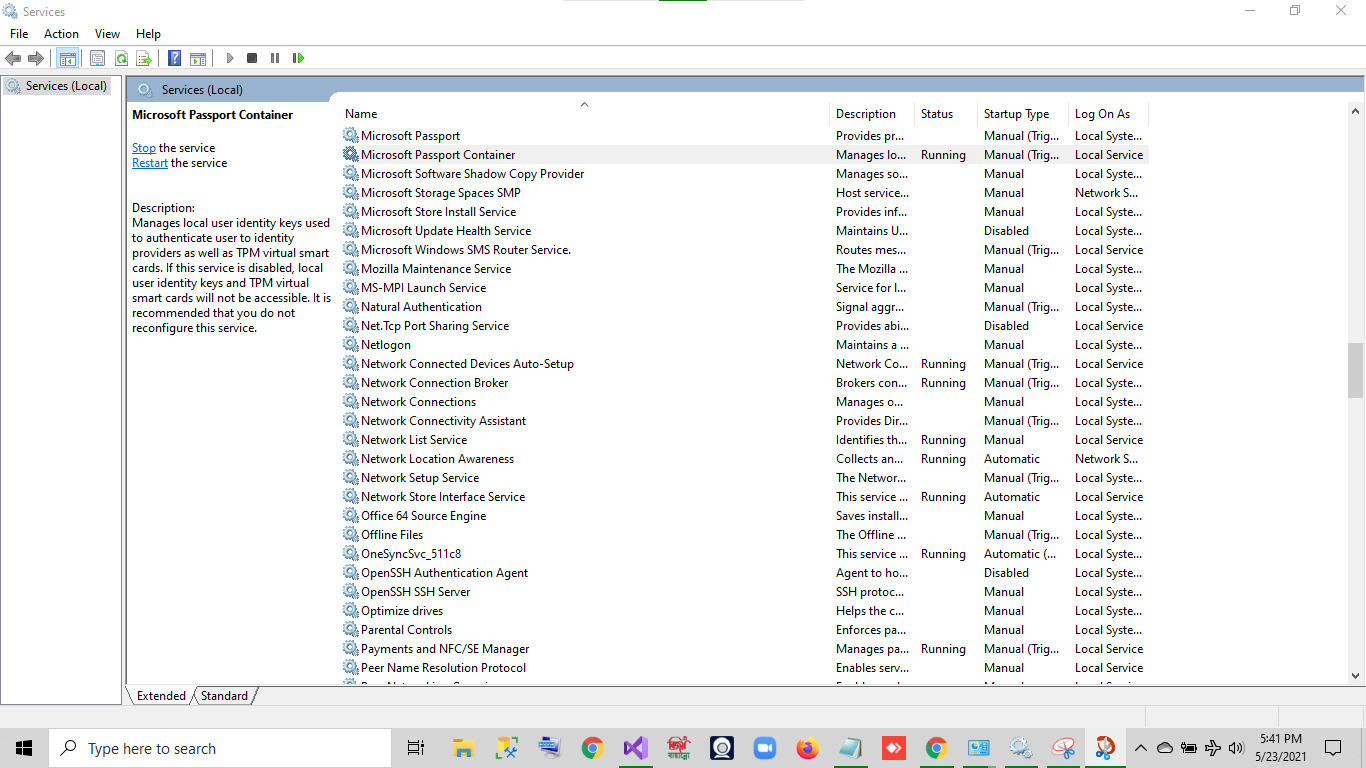 Services
File Action View Help
Services (Local)
Services (Local)
Microsoft Passport Container
Stop the service
Restart the service
Description:
Manages local user identity keys used
to authenticate user to identity
providers as well as TPM virtual smart
cards. If this service is disabled, local
user identity keys and TPM virtual
smart cards will not be accessible. It is
recommended that you do not
reconfigure this service.
Name Description Status Startup Type Log On As
Microsoft Passport Provides pr... Manual (Trig... Local Syste...
Microsoft Passport Container Manages lo... Running Manual (Trig... Local Service
Microsoft Software Shadow Copy Provider Manages so... Manual Local Syste...
Microsoft Storage Spaces SMP Host service... Manual Network S...
Microsoft Store Install Service Provides inf... Manual Local Syste...
Microsoft Update Health Service Maintains U... Disabled Local Syste...
Microsoft Windows SMS Router Service. Routes mes... Manual (Trig... Local Syste...
Mozilla Maintenance Service The Mozilla ... Manual Local Syste...
MS-MPI Launch Service Service for l... Manual Local Syste...
Natural Authentication Signal aggr... Manual (Trig... Local Syste...
Net.Tcp Port Sharing Service Provides abi... Disabled Local Service
Netlogon Maintains a ... Manual Local Syste...
Network Connected Devices Auto-Setup Network Co... Running Manual (Trig... Local Service
Network Connection Broker Brokers con... Running Manual (Trig... Local Syste...
Network Connections Manages o... Manual Local Syste...
Network Connectivity Assistant Provides Dir... Manual (Trig... Local Syste...
Network List Service Identifies th... Running Manual Local Service
Network Location Awareness Collects an... Running Automatic Network S...
Network Setup Service The Networ... Manual (Trig... Local Syste...
Network Store Interface Service This service ... Running Automatic Local Service
Office 64 Source Engine Saves install... Manual Local Syste...
Offline Files The Offline ... Manual (Trig... Local Syste...
OneSyncSvc_511c8 This service ... Running Automatic (... Local Syste...
OpenSSH Authentication Agent Agent to ho... Disabled Local Syste...
OpenSSH SSH Server SSH protoc... Manual Local Syste...
Optimize drives Helps the c... Manual Local Syste...
Parental Controls Enforces pa... Manual Local Syste...
Payments and NFC/SE Manager Manages pa... Running Manual (Trig... Local Service
Peer Name Resolution Protocol Enables serv... Manual Local Service
Extended Standard
Type here to search
5:41 PM
5/23/2021